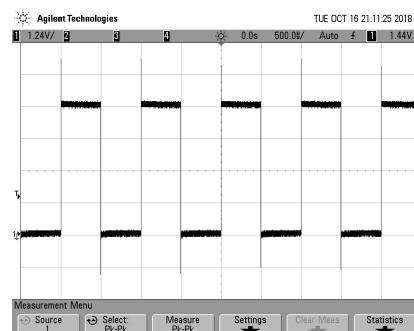 Agilent Technologies TUE OCT 16 21:11:25 2018
1 1.24V/ 2 3 4 0.0s 500.0%/ Auto 1 1.44V
T
1
Measurement Menu
Source Select: Measure Settings Clear Meas Statistics
1 Pk-Pk Pk-Pk